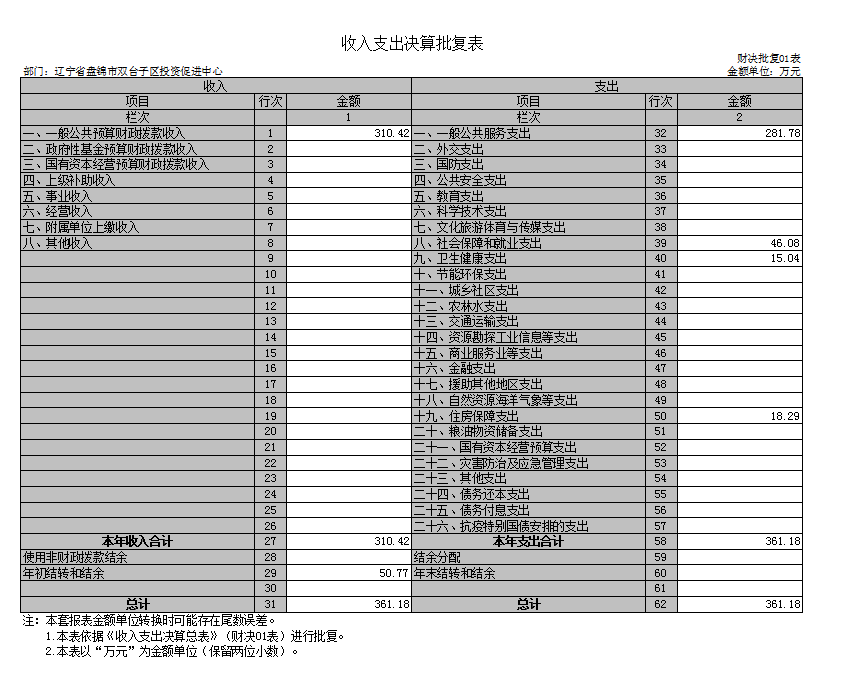 收入支出决算批复表
财决批复01表
部门：辽宁省盘锦市双台子区投资促进中心 金额单位：万元
收入 支出
项目 行次 金额 项目 行次 金额
栏次 1 栏次 2
一、一般公共预算财政拨款收入 1 310.42 一、一般公共服务支出 32 281.78
二、政府性基金预算财政拨款收入 2 二、外交支出 33
三、国有资本经营预算财政拨款收入 3 三、国防支出 34
四、上级补助收入 4 四、公共安全支出 35
五、事业收入 5 五、教育支出 36
六、经营收入 6 六、科学技术支出 37
七、附属单位上缴收入 7 七、文化旅游体育与传媒支出 38
八、其他收入 8 八、社会保障和就业支出 39 46.08
9 九、卫生健康支出 40 15.04
10 十、节能环保支出 41
11 十一、城乡社区支出 42
12 十二、农林水支出 43
13 十三、交通运输支出 44
14 十四、资源勘探工业信息等支出 45
15 十五、商业服务业等支出 46
16 十六、金融支出 47
17 十七、援助其他地区支出 48
18 十八、自然资源海洋气象等支出 49
19 十九、住房保障支出 50 18.29
20 二十、粮油物资储备支出 51
21 二十一、国有资本经营预算支出 52
22 二十二、灾害防治及应急管理支出 53
23 二十三、其他支出 54
24 二十四、债务还本支出 55
25 二十五、债务付息支出 56
26 二十六、抗疫特别国债安排的支出 57
本年收入合计 27 310.42 本年支出合计 58 361.18
使用非财政拨款结余 28 结余分配 59
年初结转和结余 29 50.77 年末结转和结余 60
30 61
总计 31 361.18 总计 62 361.18
注：本套报表金额单位转换时可能存在尾数误差。
1.本表依据《收入支出决算总表》（财决01表）进行批复。
2.本表以“万元”为金额单位（保留两位小数）。